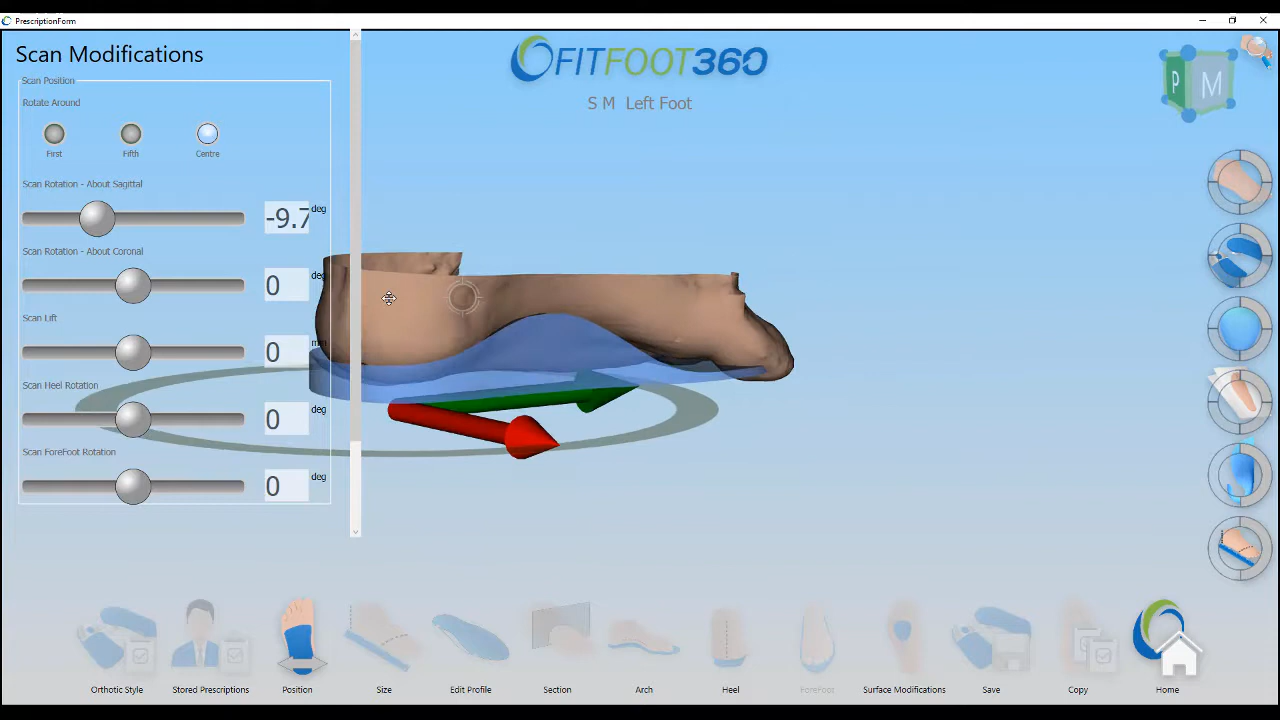 PrescriptionForm
Scan Modifications
Scan Position
Rotate Around
First
Fifth
Centre
Scan Rotation - About Sagittal
-9.7
deg
Scan Rotation - About Coronal
0
deg
Scan Lift
0
mm
Scan Heel Rotation
0
deg
Scan ForeFoot Rotation
0
deg
FITFOOT360
S M Left Foot
P
M
Orthotic Style
Stored Prescriptions
Position
Size
Edit Profile
Section
Arch
Heel
ForeFoot
Surface Modifications
Save
Copy
Home